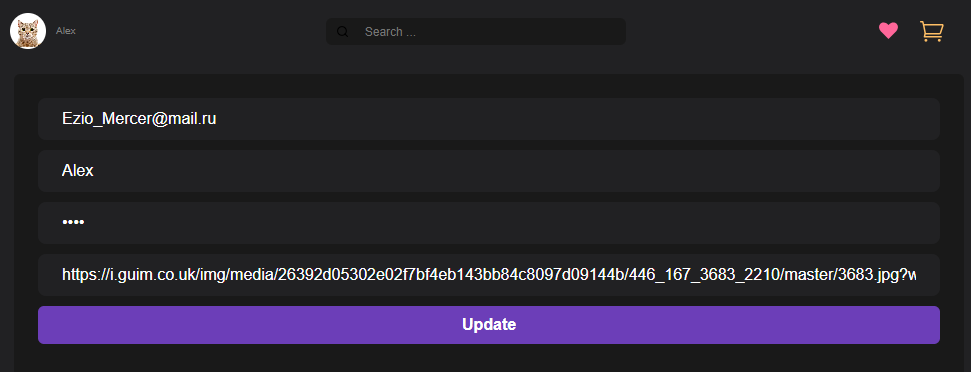 Alex
Search ...
Ezio_Mercer@mail.ru
Alex
••••
https://i.guim.co.uk/img/media/26392d05302e02f7bf4eb143bb84c8097d09144b/446_167_3683_2210/master/3683.jpg?w
Update